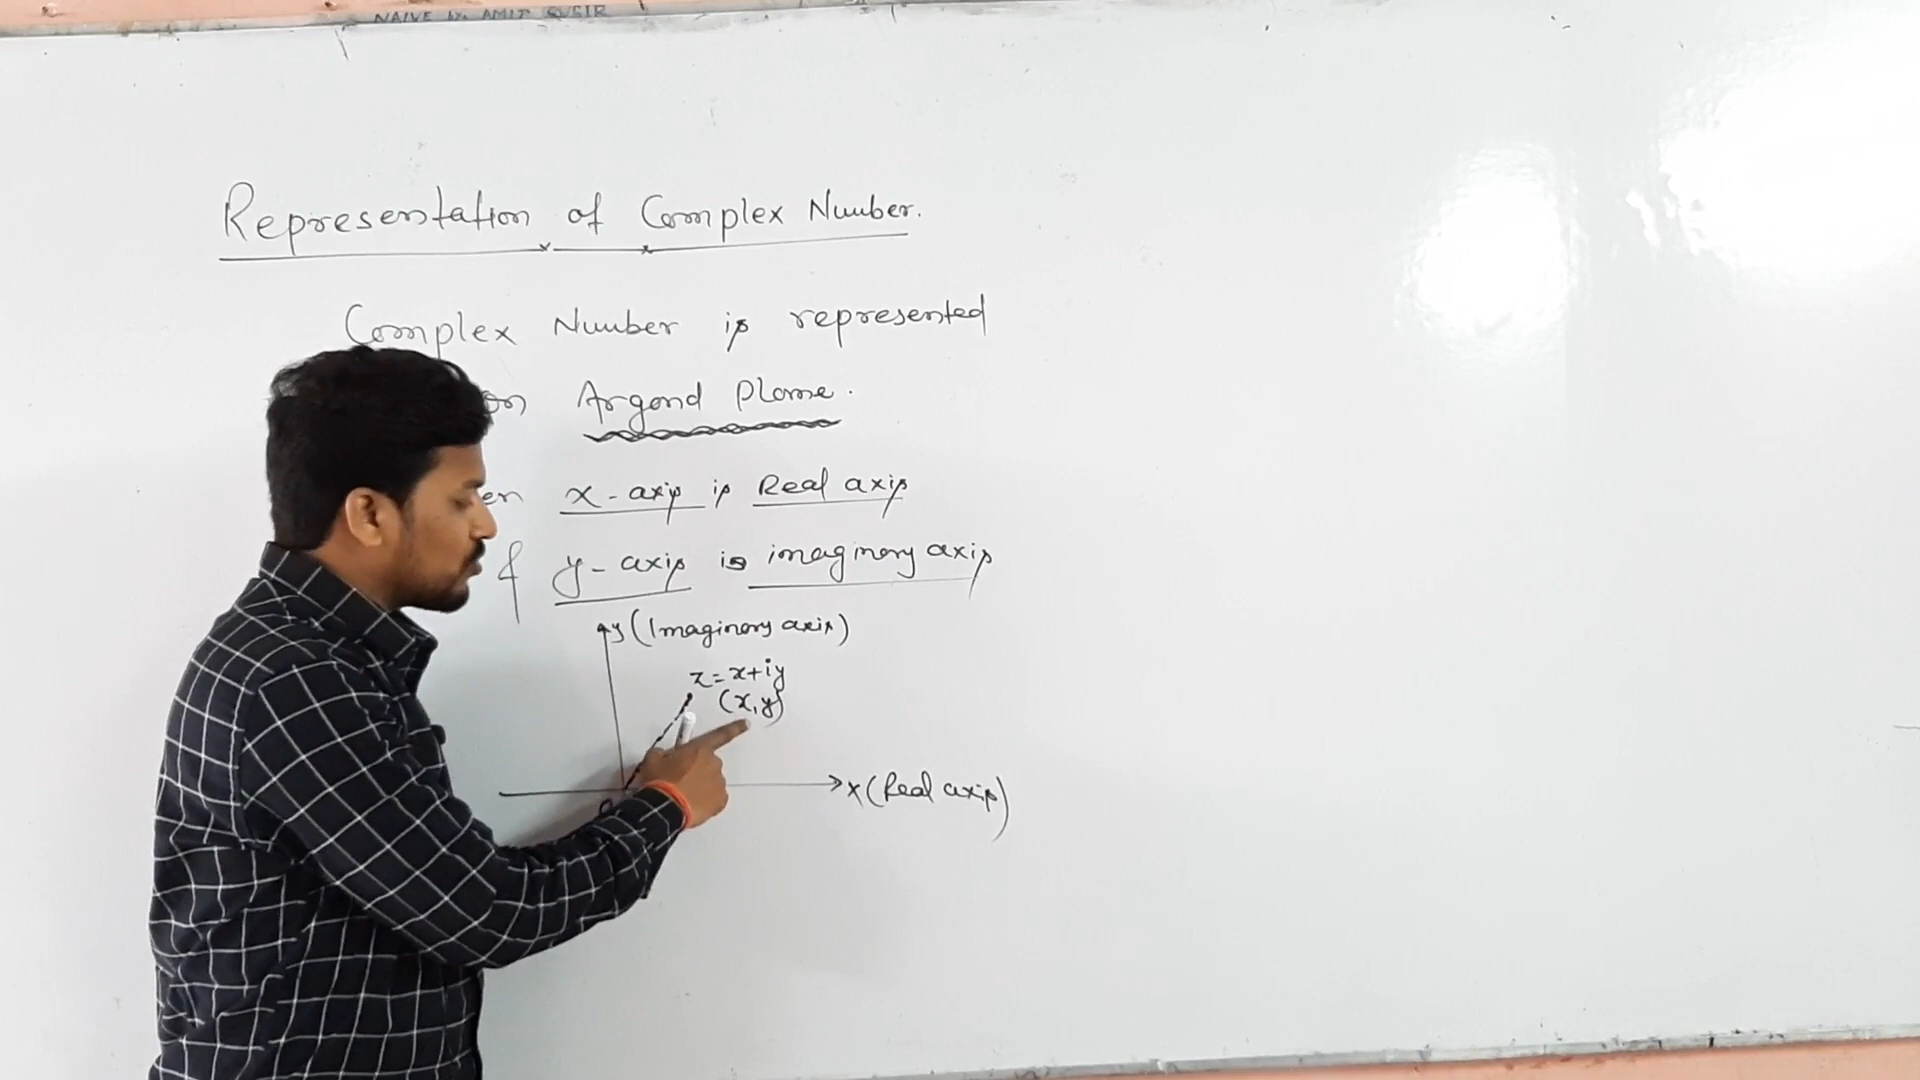 Representation of Complex Number.
Complex Number is represented
on Argand Plane.
x-axis is Real axis
& y-axis is imaginary axis
y (Imaginary axis)
z = x+iy
(x, y)
x (Real axis)